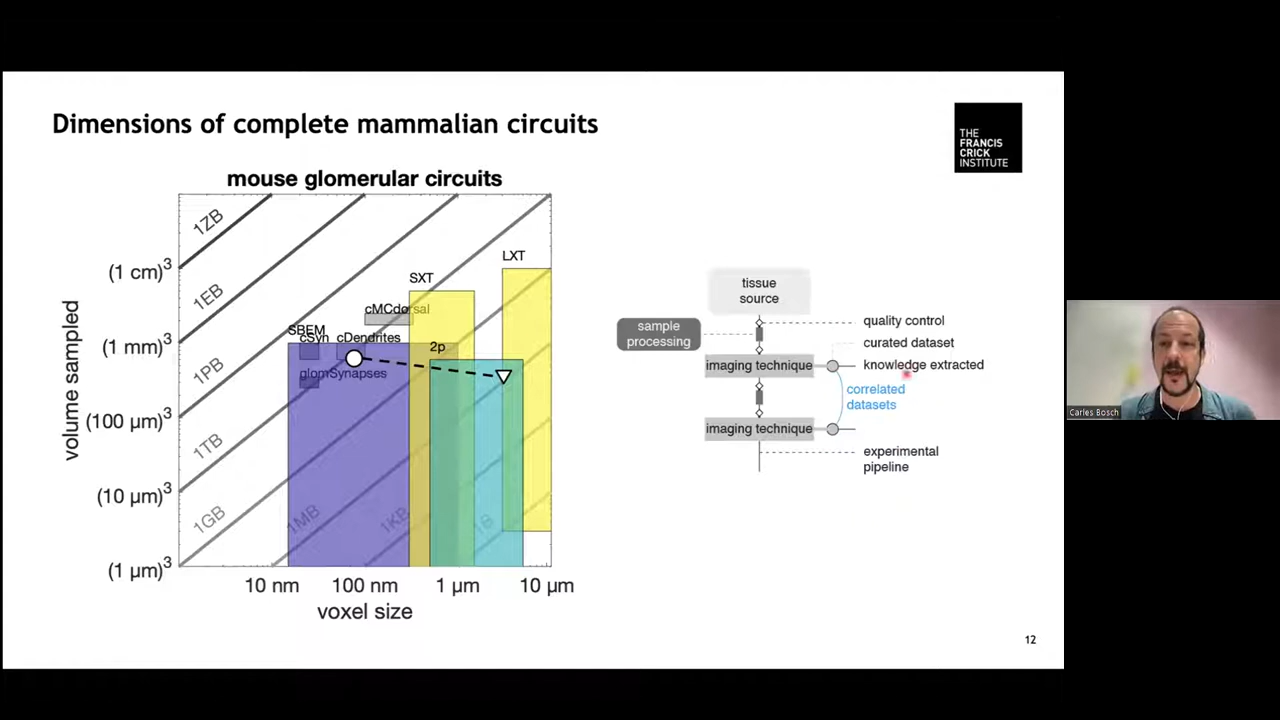 Dimensions of complete mammalian circuits
THE
FRANCIS
CRICK
INSTITUTE
mouse glomerular circuits
volume sampled
(1 cm)³
(1 mm)³
(100 µm)³
(10 µm)³
(1 µm)³
1ZB
1EB
1PB
1TB
1GB
1MB
1KB
1B
LXT
SXT
cMCdorsal
SBEM
cSyn
cDendrites
2p
glomSynapses
10 nm
100 nm
1 µm
10 µm
voxel size
tissue
source
sample
processing
quality control
curated dataset
imaging technique
knowledge extracted
correlated
datasets
imaging technique
experimental
pipeline
12
Carles Bosch